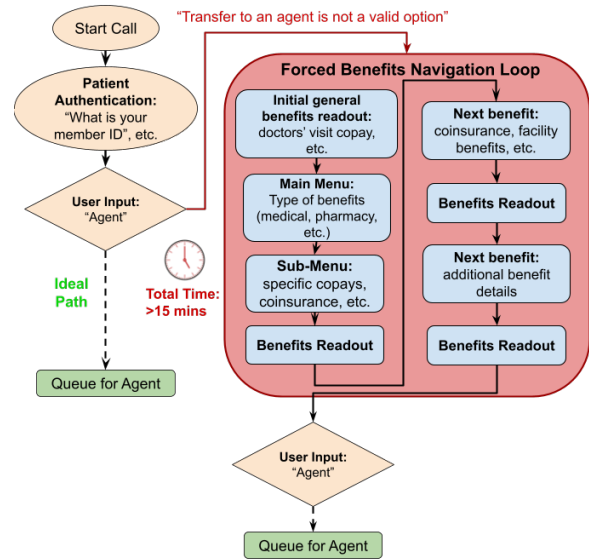 Start Call
“Transfer to an agent is not a valid option”
Patient
Authentication:
“What is your
member ID”, etc.
User Input:
“Agent”
Ideal
Path
Total Time:
>15 mins
Queue for Agent
Forced Benefits Navigation Loop
Initial general
benefits readout:
doctors’ visit copay,
etc.
Main Menu:
Type of benefits
(medical, pharmacy,
etc.)
Sub-Menu:
specific copays,
coinsurance, etc.
Benefits Readout
Next benefit:
coinsurance, facility
benefits, etc.
Benefits Readout
Next benefit:
additional benefit
details
Benefits Readout
User Input:
“Agent”
Queue for Agent